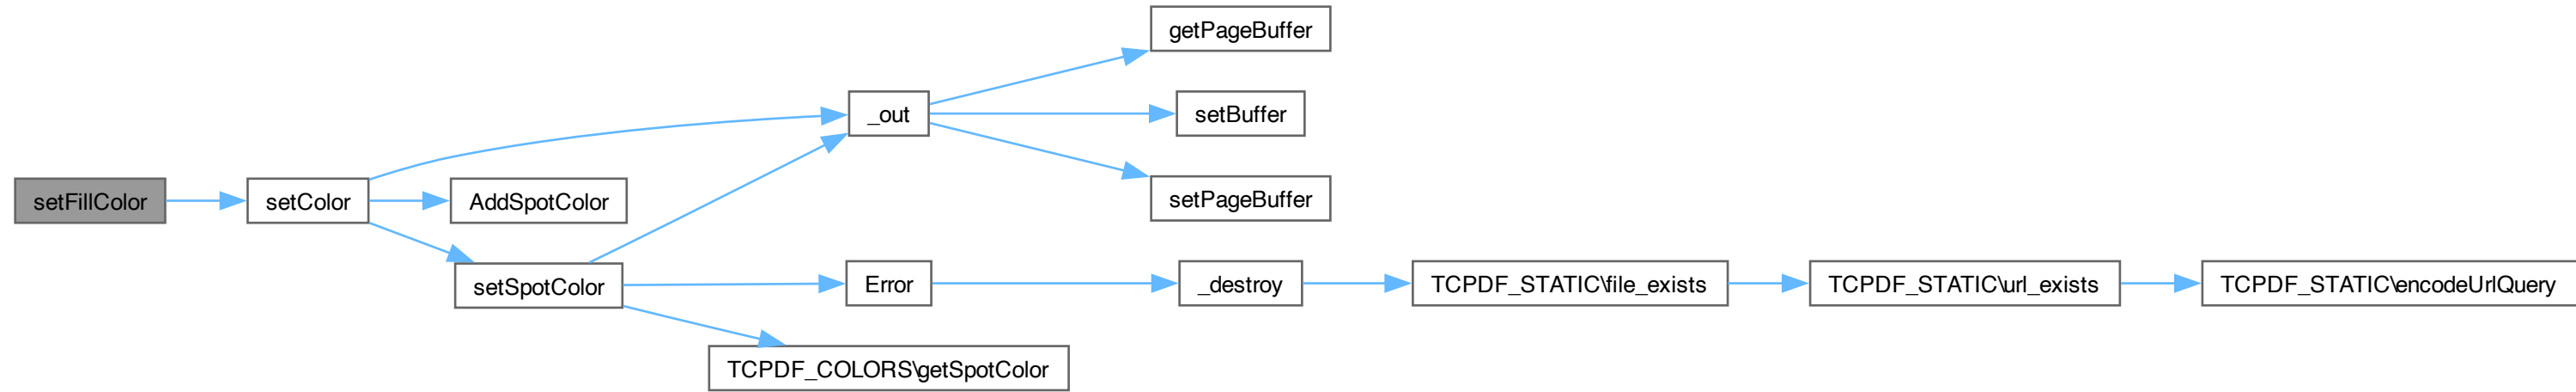 setFillColor
setColor
_out
AddSpotColor
setSpotColor
getPageBuffer
setBuffer
setPageBuffer
Error
TCPDF_COLORS\getSpotColor
_destroy
TCPDF_STATIC\file_exists
TCPDF_STATIC\url_exists
TCPDF_STATIC\encodeUrlQuery